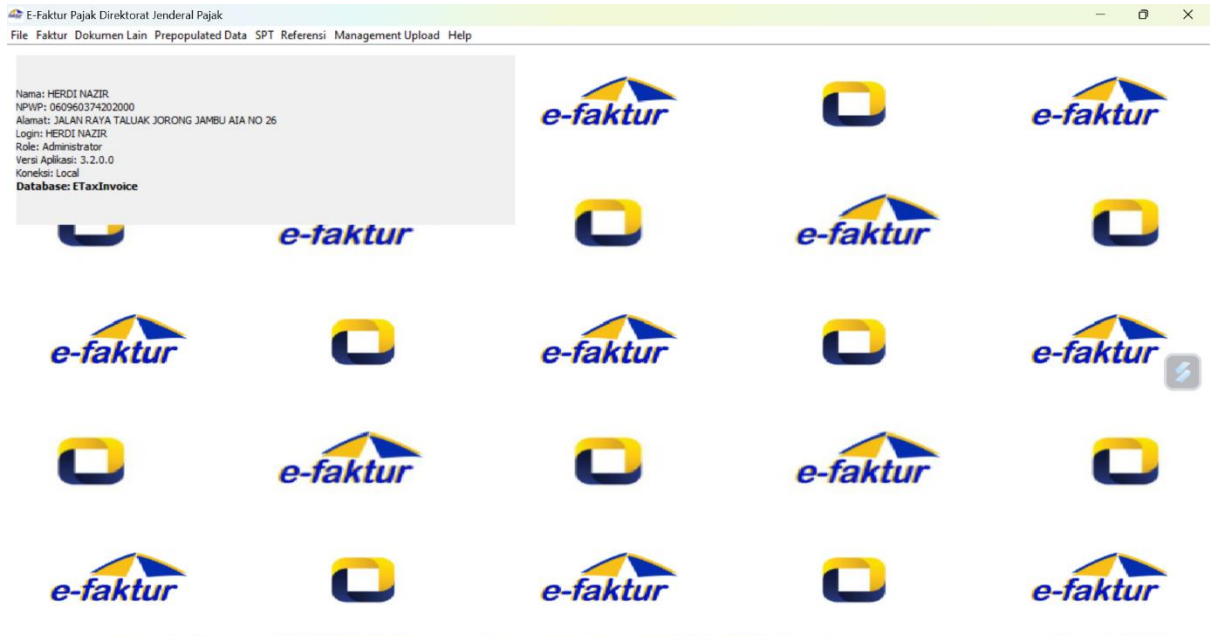 E-Faktur Pajak Direktorat Jenderal Pajak
File Faktur Dokumen Lain Prepopulated Data SPT Referensi Management Upload Help
Nama: HERDI NAZIR
NPWP: 060960374202000
Alamat: JALAN RAYA TALUAK JORONG JAMBU AIA NO 26
Login: HERDI NAZIR
Role: Administrator
Versi Aplikasi: 3.2.0.0
Koneksi: Local
Database: ETaxInvoice
e-faktur e-faktur
e-faktur e-faktur
e-faktur e-faktur e-faktur
e-faktur e-faktur
e-faktur e-faktur e-faktur